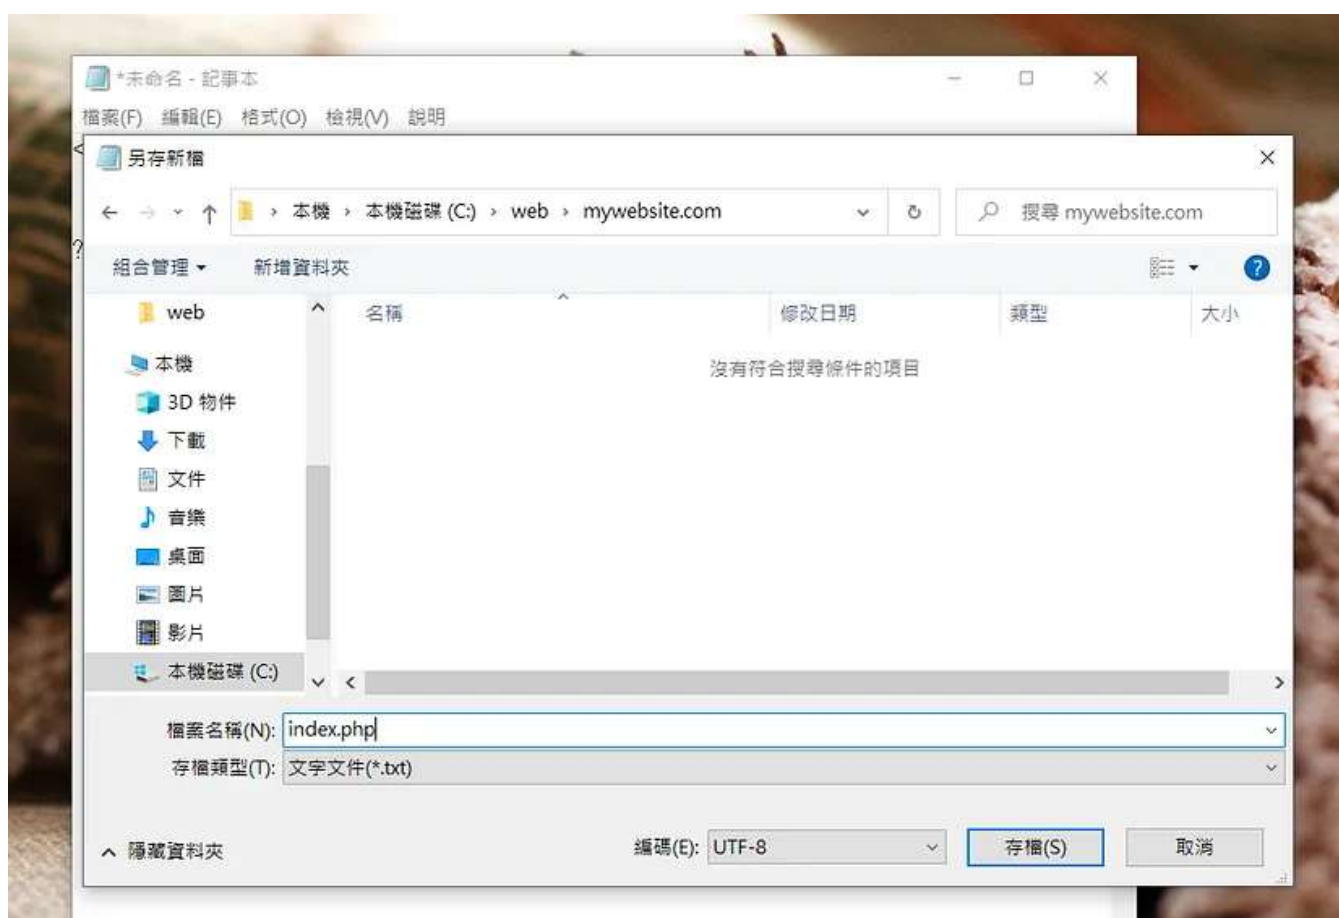 *未命名 - 記事本
檔案(F) 編輯(E) 格式(O) 檢視(V) 說明
<
另存新檔
本機 › 本機磁碟 (C:) › web › mywebsite.com
搜尋 mywebsite.com
?
組合管理 新增資料夾
?
web
名稱 修改日期 類型 大小
沒有符合搜尋條件的項目
本機
3D 物件
下載
文件
音樂
桌面
圖片
影片
本機磁碟 (C:)
檔案名稱(N): index.php
存檔類型(T): 文字文件(*.txt)
隱藏資料夾
編碼(E): UTF-8
存檔(S)
取消